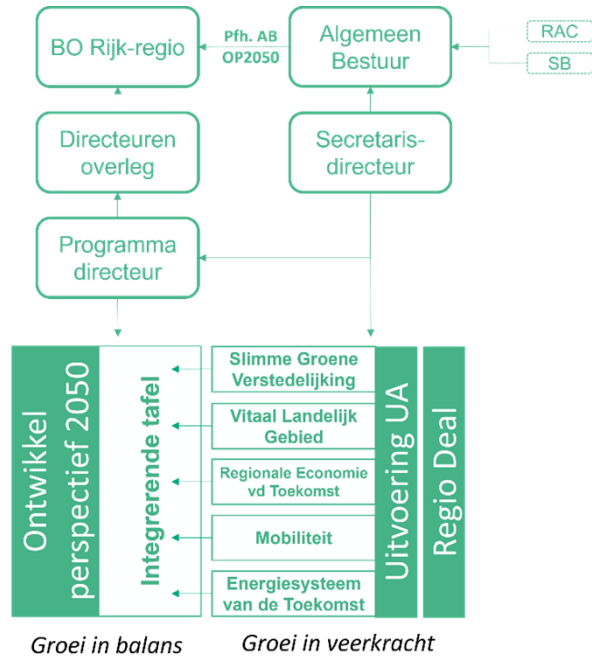 BO Rijk-regio
Pfh. AB
OP2050
Algemeen
Bestuur
RAC
SB
Directeuren
overleg
Secretaris-
directeur
Programma
directeur
Ontwikkel
perspectief 2050
Integrerende tafel
Slimme Groene
Verstedelijking
Vitaal Landelijk
Gebied
Regionale Economie
vd Toekomst
Mobiliteit
Energiesysteem
van de Toekomst
Uitvoering UA
Regio Deal
Groei in balans
Groei in veerkracht